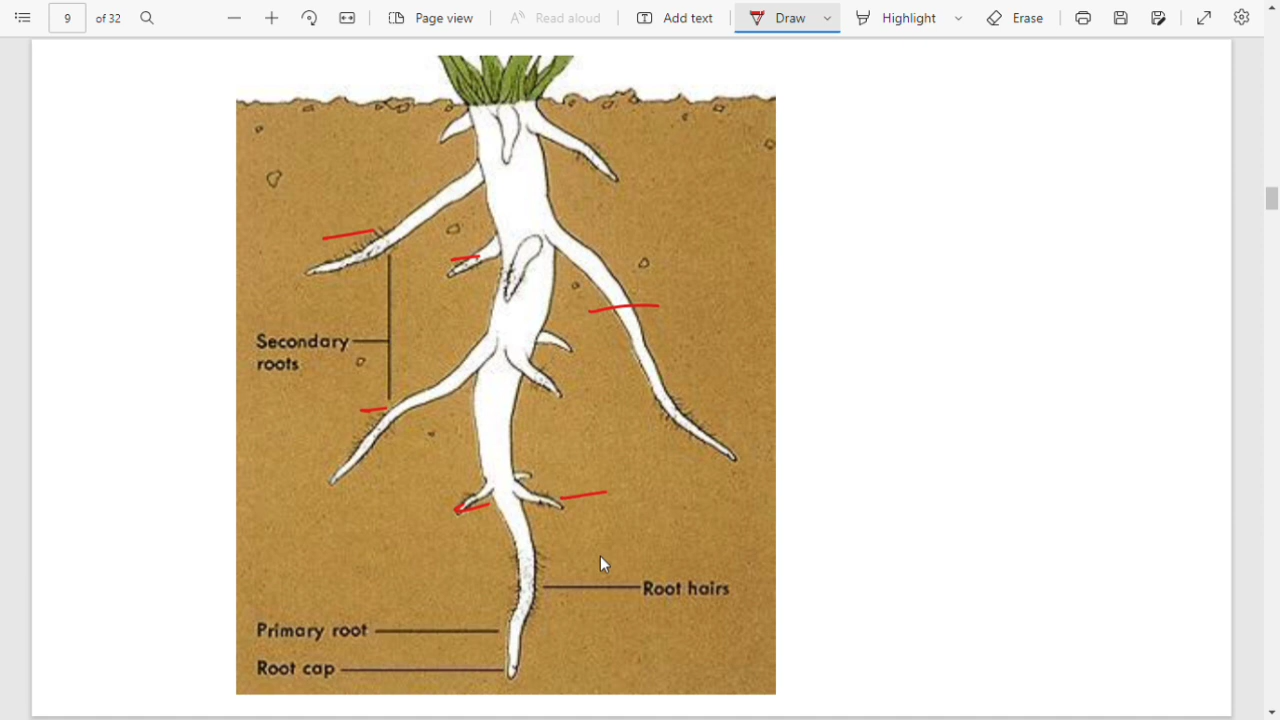 9 of 32 Page view Read aloud Add text Draw Highlight Erase
Secondary
roots
Root hairs
Primary root
Root cap